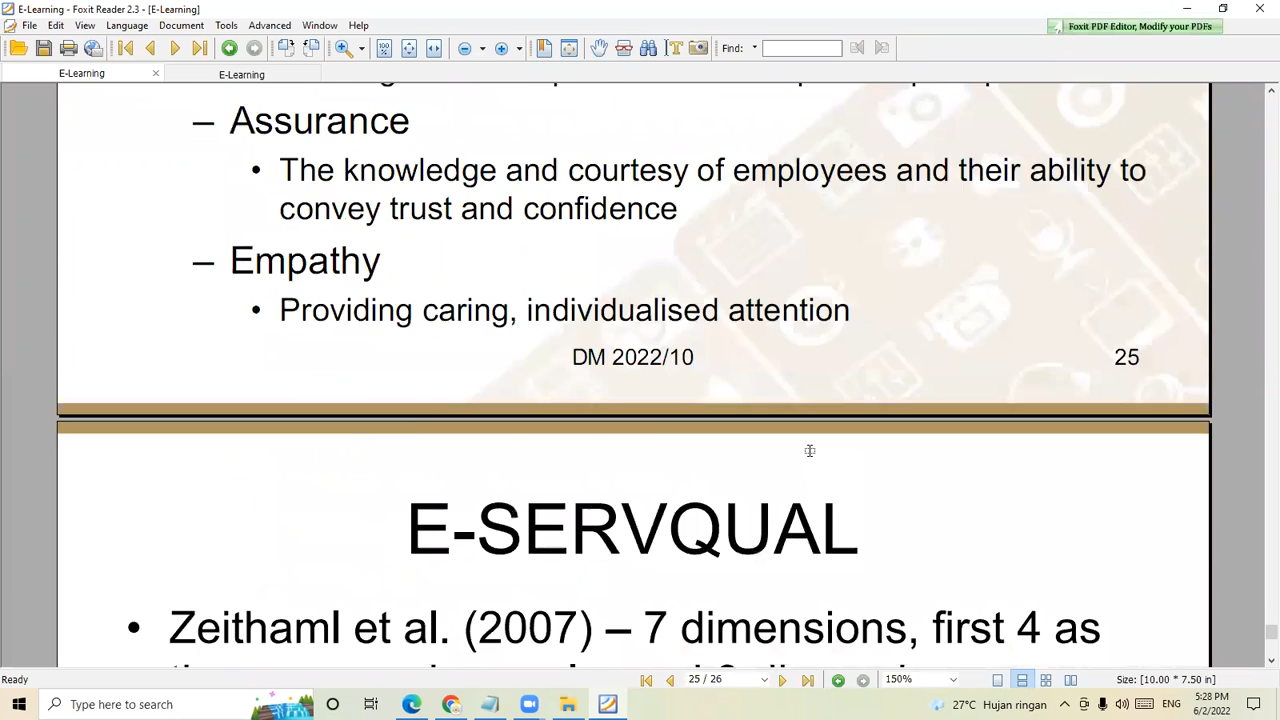 E-Learning - Foxit Reader 2.3 - [E-Learning]
File Edit View Language Document Tools Advanced Window Help
Foxit PDF Editor, Modify your PDFs
Find:
E-Learning
E-Learning
– Assurance
• The knowledge and courtesy of employees and their ability to
convey trust and confidence
– Empathy
• Providing caring, individualised attention
DM 2022/10
25
E-SERVQUAL
• Zeithaml et al. (2007) – 7 dimensions, first 4 as
Ready
25 / 26
150%
Size: [10.00 * 7.50 in]
Type here to search
27°C Hujan ringan
5:28 PM
6/2/2022